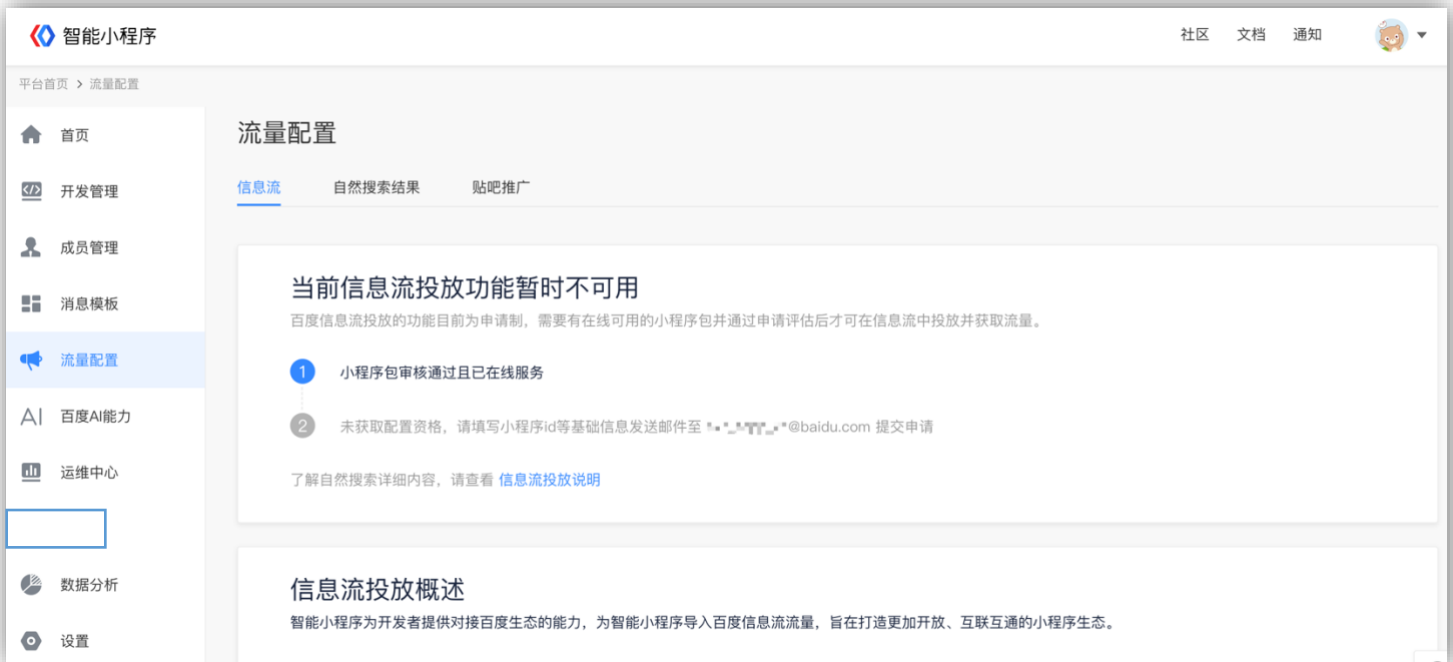 智能小程序
社区 文档 通知
平台首页 > 流量配置
首页
开发管理
成员管理
消息模板
流量配置
AI 百度AI能力
运维中心
数据分析
设置
流量配置
信息流 自然搜索结果 贴吧推广
当前信息流投放功能暂时不可用
百度信息流投放的功能目前为申请制，需要有在线可用的小程序包并通过申请评估后才可在信息流中投放并获取流量。
1 小程序包审核通过且已在线服务
2 未获取配置资格，请填写小程序id等基础信息发送邮件至 @baidu.com 提交申请
了解自然搜索详细内容，请查看 信息流投放说明
信息流投放概述
智能小程序为开发者提供对接百度生态的能力，为智能小程序导入百度信息流流量，旨在打造更加开放、互联互通的小程序生态。